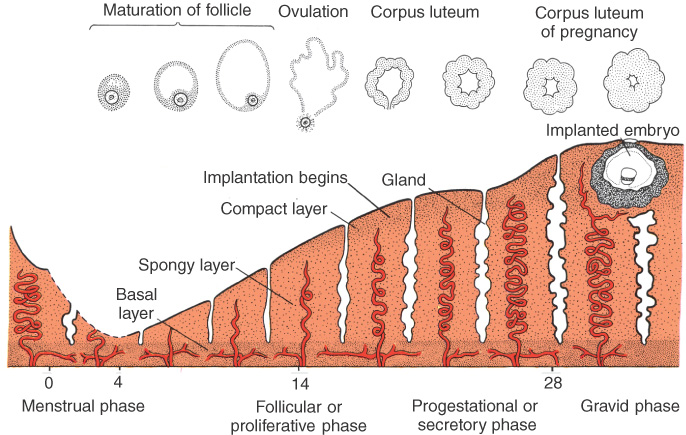 Maturation of follicle
Ovulation
Corpus luteum
Corpus luteum
of pregnancy
Implanted embryo
Implantation begins
Gland
Compact layer
Spongy layer
Basal
layer
0
4
14
28
Menstrual phase
Follicular or
proliferative phase
Progestational or
secretory phase
Gravid phase